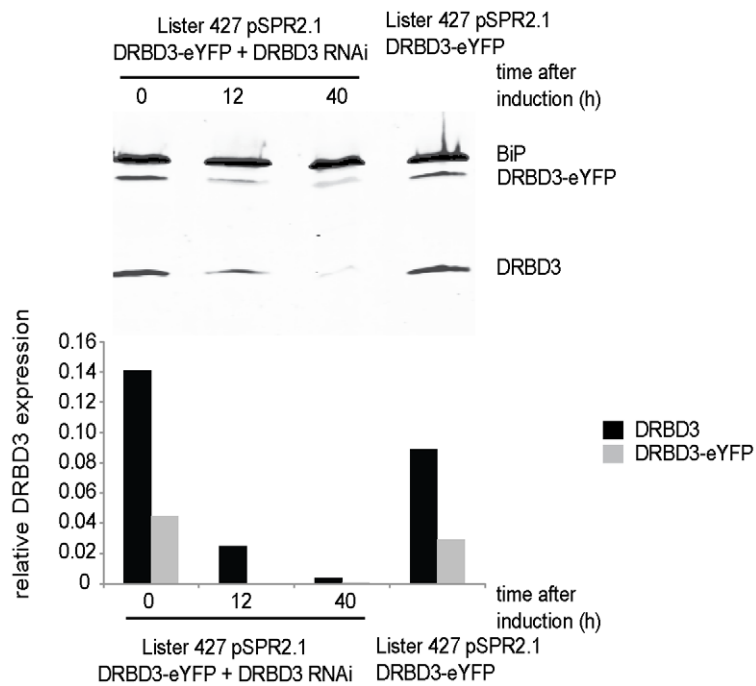 Lister 427 pSPR2.1
DRBD3-eYFP + DRBD3 RNAi
Lister 427 pSPR2.1
DRBD3-eYFP
time after
induction (h)
0 12 40
BiP
DRBD3-eYFP
DRBD3
relative DRBD3 expression
0.16
0.14
0.12
0.10
0.08
0.06
0.04
0.02
0
DRBD3
DRBD3-eYFP
0 12 40
time after
induction (h)
Lister 427 pSPR2.1
DRBD3-eYFP + DRBD3 RNAi
Lister 427 pSPR2.1
DRBD3-eYFP